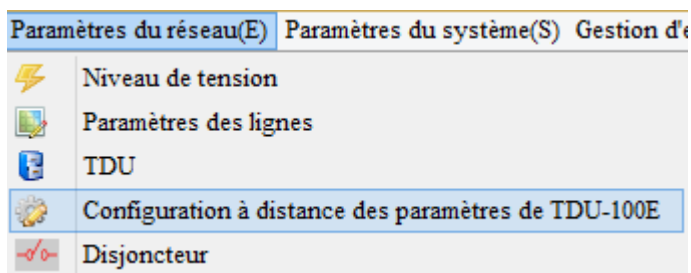 Paramètres du réseau(E) Paramètres du système(S) Gestion d'e
Niveau de tension
Paramètres des lignes
TDU
Configuration à distance des paramètres de TDU-100E
Disjoncteur